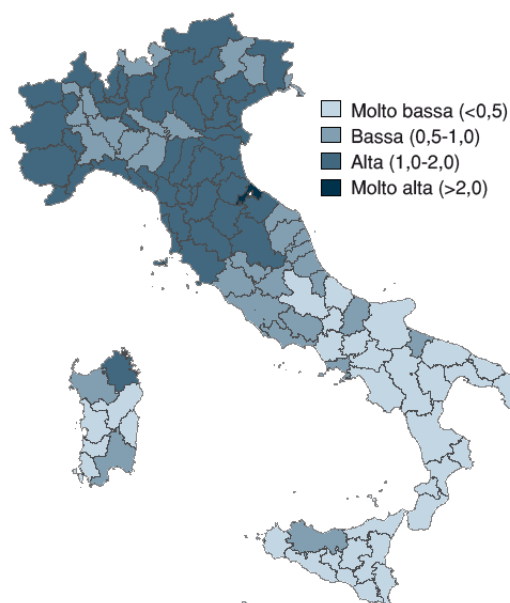 Molto bassa (<0,5)
Bassa (0,5-1,0)
Alta (1,0-2,0)
Molto alta (>2,0)